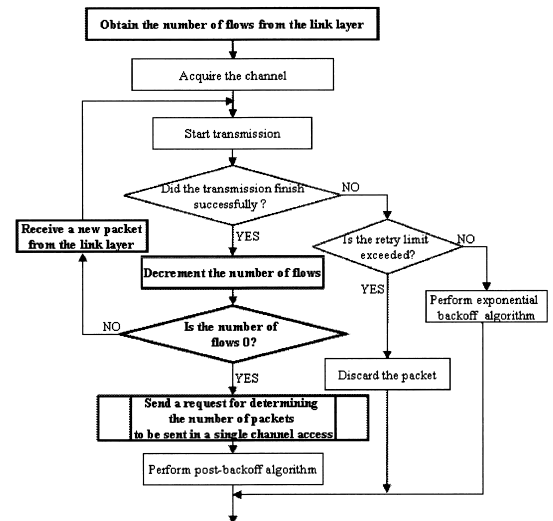 Obtain the number of flows from the link layer
Acquire the channel
Start transmission
Did the transmission finish
successfully ?
NO
YES
Receive a new packet
from the link layer
Is the retry limit
exceeded?
NO
YES
Decrement the number of flows
Perform exponential
backoff algorithm
Is the number of
flows 0?
NO
YES
Discard the packet
Send a request for determining
the number of packets
to be sent in a single channel access
Perform post-backoff algorithm